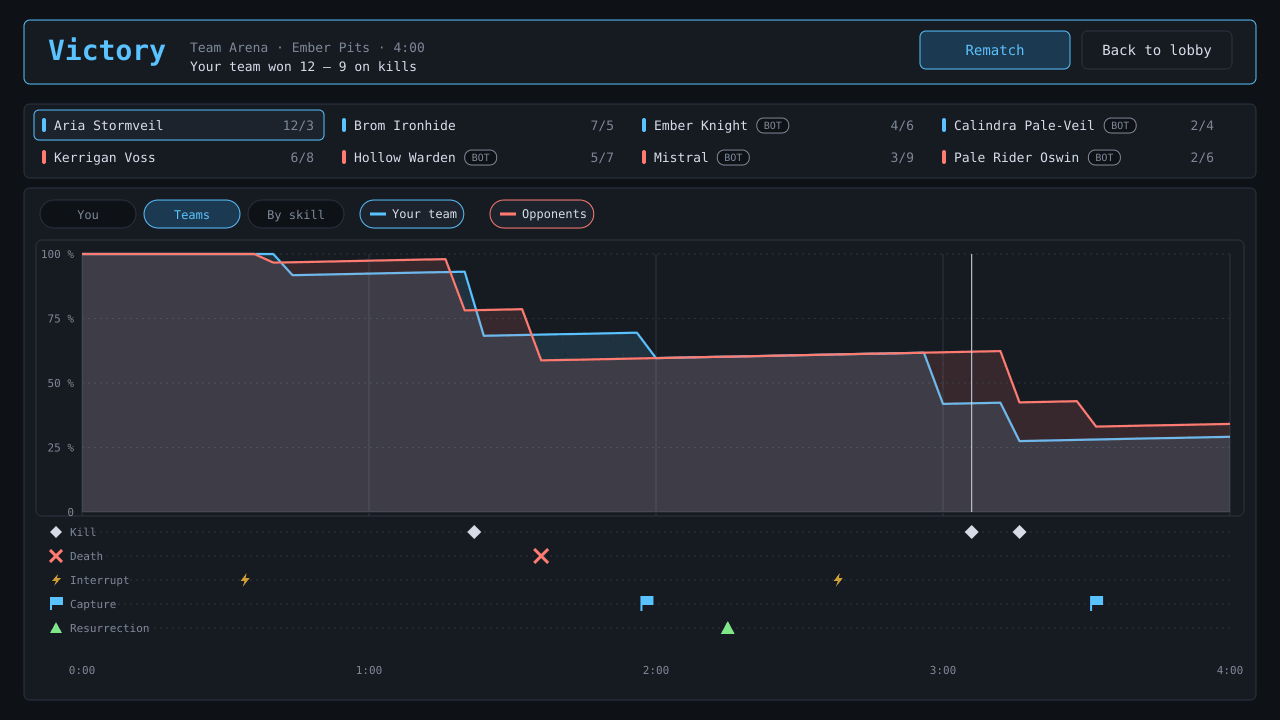 Victory
Team Arena · Ember Pits · 4:00
Your team won 12 – 9 on kills
Rematch
Back to lobby
Aria Stormveil 12/3
Brom Ironhide 7/5
Ember Knight BOT 4/6
Calindra Pale-Veil BOT 2/4
Kerrigan Voss 6/8
Hollow Warden BOT 5/7
Mistral BOT 3/9
Pale Rider Oswin BOT 2/6
You
Teams
By skill
Your team
Opponents
100 %
75 %
50 %
25 %
0
Kill
Death
Interrupt
Capture
Resurrection
0:00 1:00 2:00 3:00 4:00